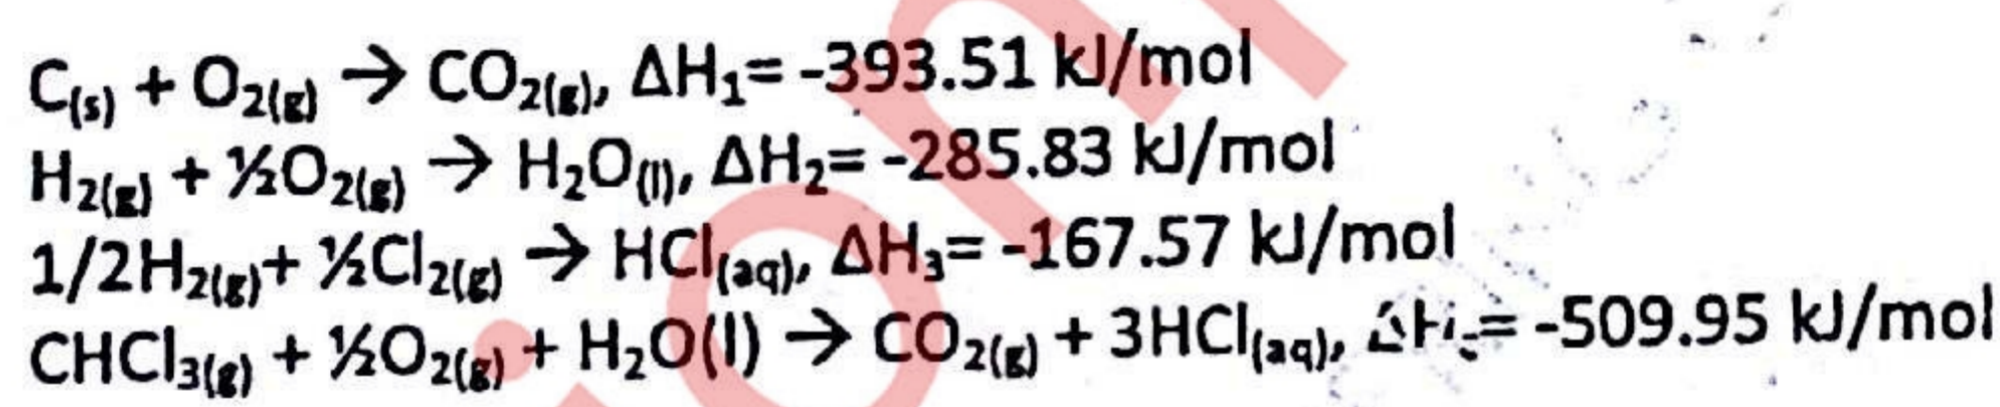 C(s) + O2(g) → CO2(g), ΔH1= -393.51 kJ/mol
H2(g) + ½O2(g) → H2O(l), ΔH2= -285.83 kJ/mol
1/2H2(g)+ ½Cl2(g) → HCl(aq), ΔH3= -167.57 kJ/mol
CHCl3(g) + ½O2(g) + H2O(l) → CO2(g) + 3HCl(aq), = -509.95 kJ/mol